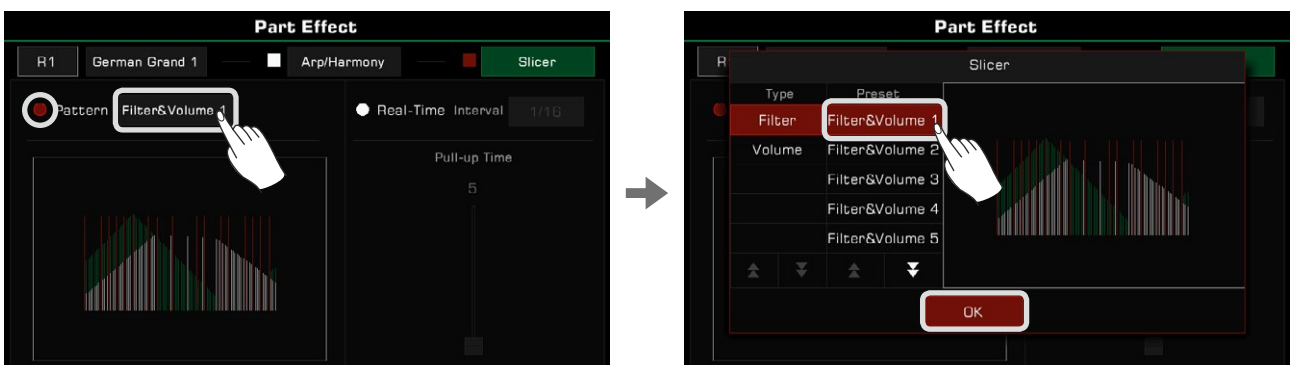 Part Effect
R1 German Grand 1 Arp/Harmony Slicer
Pattern Filter&Volume 1 Real-Time Interval 1/16
Pull-up Time
5
Part Effect
R
Slicer
Type Preset
Filter Filter&Volume 1
Volume Filter&Volume 2
Filter&Volume 3
Filter&Volume 4
Filter&Volume 5
OK